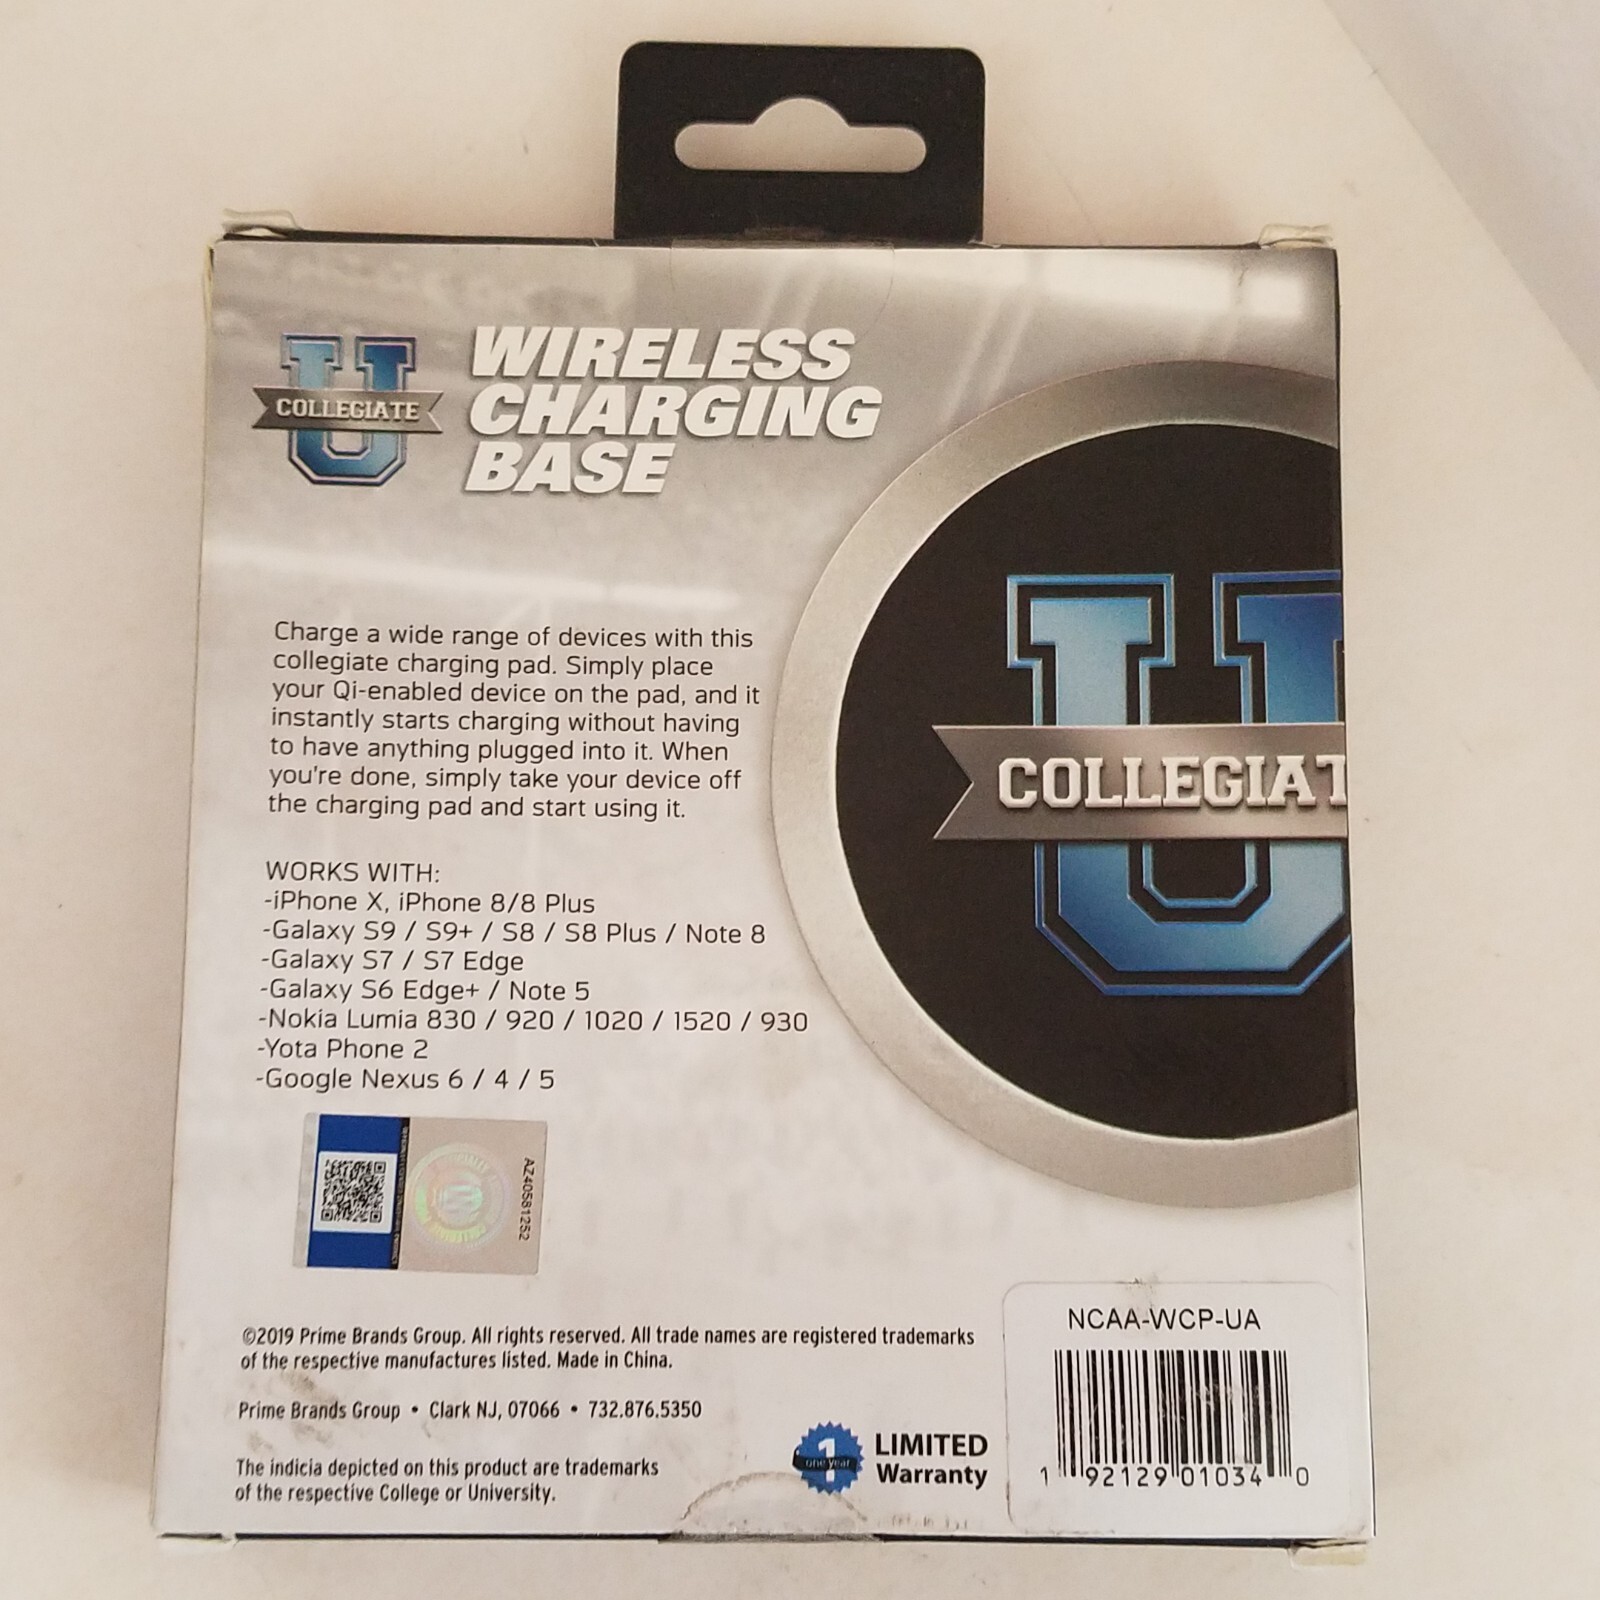 COLLEGIATE
WIRELESS
CHARGING
BASE
Charge a wide range of devices with this
collegiate charging pad. Simply place
your Qi-enabled device on the pad, and it
instantly starts charging without having
to have anything plugged into it. When
you're done, simply take your device off
the charging pad and start using it.
COLLEGIAT
WORKS WITH:
-iPhone X, iPhone 8/8 Plus
-Galaxy S9 / S9+ / S8 / S8 Plus / Note 8
-Galaxy S7 / S7 Edge
-Galaxy S6 Edge+ / Note 5
-Nokia Lumia 830 / 920 / 1020 / 1520 / 930
-Yota Phone 2
-Google Nexus 6 / 4 / 5
AZ40581252
©2019 Prime Brands Group. All rights reserved. All trade names are registered trademarks
of the respective manufactures listed. Made in China.
Prime Brands Group • Clark NJ, 07066 • 732.876.5350
The indicia depicted on this product are trademarks
of the respective College or University.
1
one year
LIMITED
Warranty
NCAA-WCP-UA
1 92129 01034 0